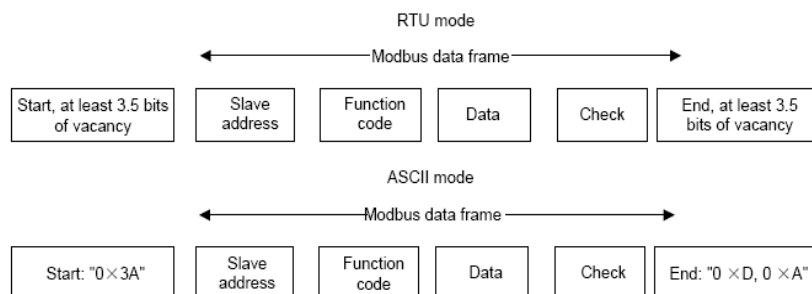 RTU mode
Modbus data frame
Start, at least 3.5 bits
of vacancy
Slave
address
Function
code
Data
Check
End, at least 3.5
bits of vacancy
ASCII mode
Modbus data frame
Start: "0×3A"
Slave
address
Function
code
Data
Check
End: "0 ×D, 0 ×A"